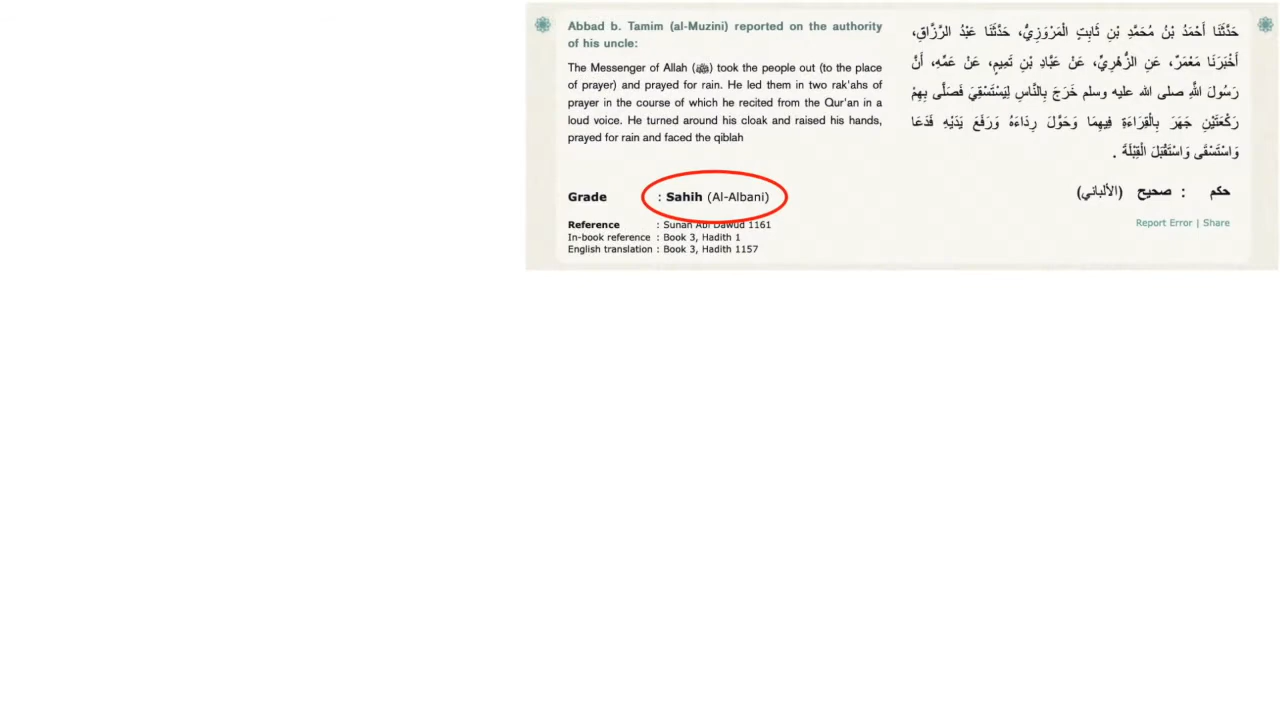 Abbad b. Tamim (al-Muzini) reported on the authority
of his uncle:
The Messenger of Allah (ﷺ) took the people out (to the place
of prayer) and prayed for rain. He led them in two rak'ahs of
prayer in the course of which he recited from the Qur'an in a
loud voice. He turned around his cloak and raised his hands,
prayed for rain and faced the qiblah
حَدَّثَنَا أَحْمَدُ بْنُ مُحَمَّدِ بْنِ ثَابِتٍ الْمَرْوَزِيُّ، حَدَّثَنَا عَبْدُ الرَّزَّاقِ،
أَخْبَرَنَا مَعْمَرٌ، عَنِ الزُّهْرِيِّ، عَنْ عَبَّادِ بْنِ تَمِيمٍ، عَنْ عَمِّهِ، أَنَّ
رَسُولَ اللَّهِ صلى الله عليه وسلم خَرَجَ بِالنَّاسِ لِيَسْتَسْقِيَ فَصَلَّى بِهِمْ
رَكْعَتَيْنِ جَهَرَ بِالْقِرَاءَةِ فِيهِمَا وَحَوَّلَ رِدَاءَهُ وَرَفَعَ يَدَيْهِ فَدَعَا
وَاسْتَسْقَى وَاسْتَقْبَلَ الْقِبْلَةَ .
Grade : Sahih (Al-Albani)
حكم : صحيح (الألباني)
Reference : Sunan Abi Dawud 1161
In-book reference : Book 3, Hadith 1
English translation : Book 3, Hadith 1157
Report Error | Share